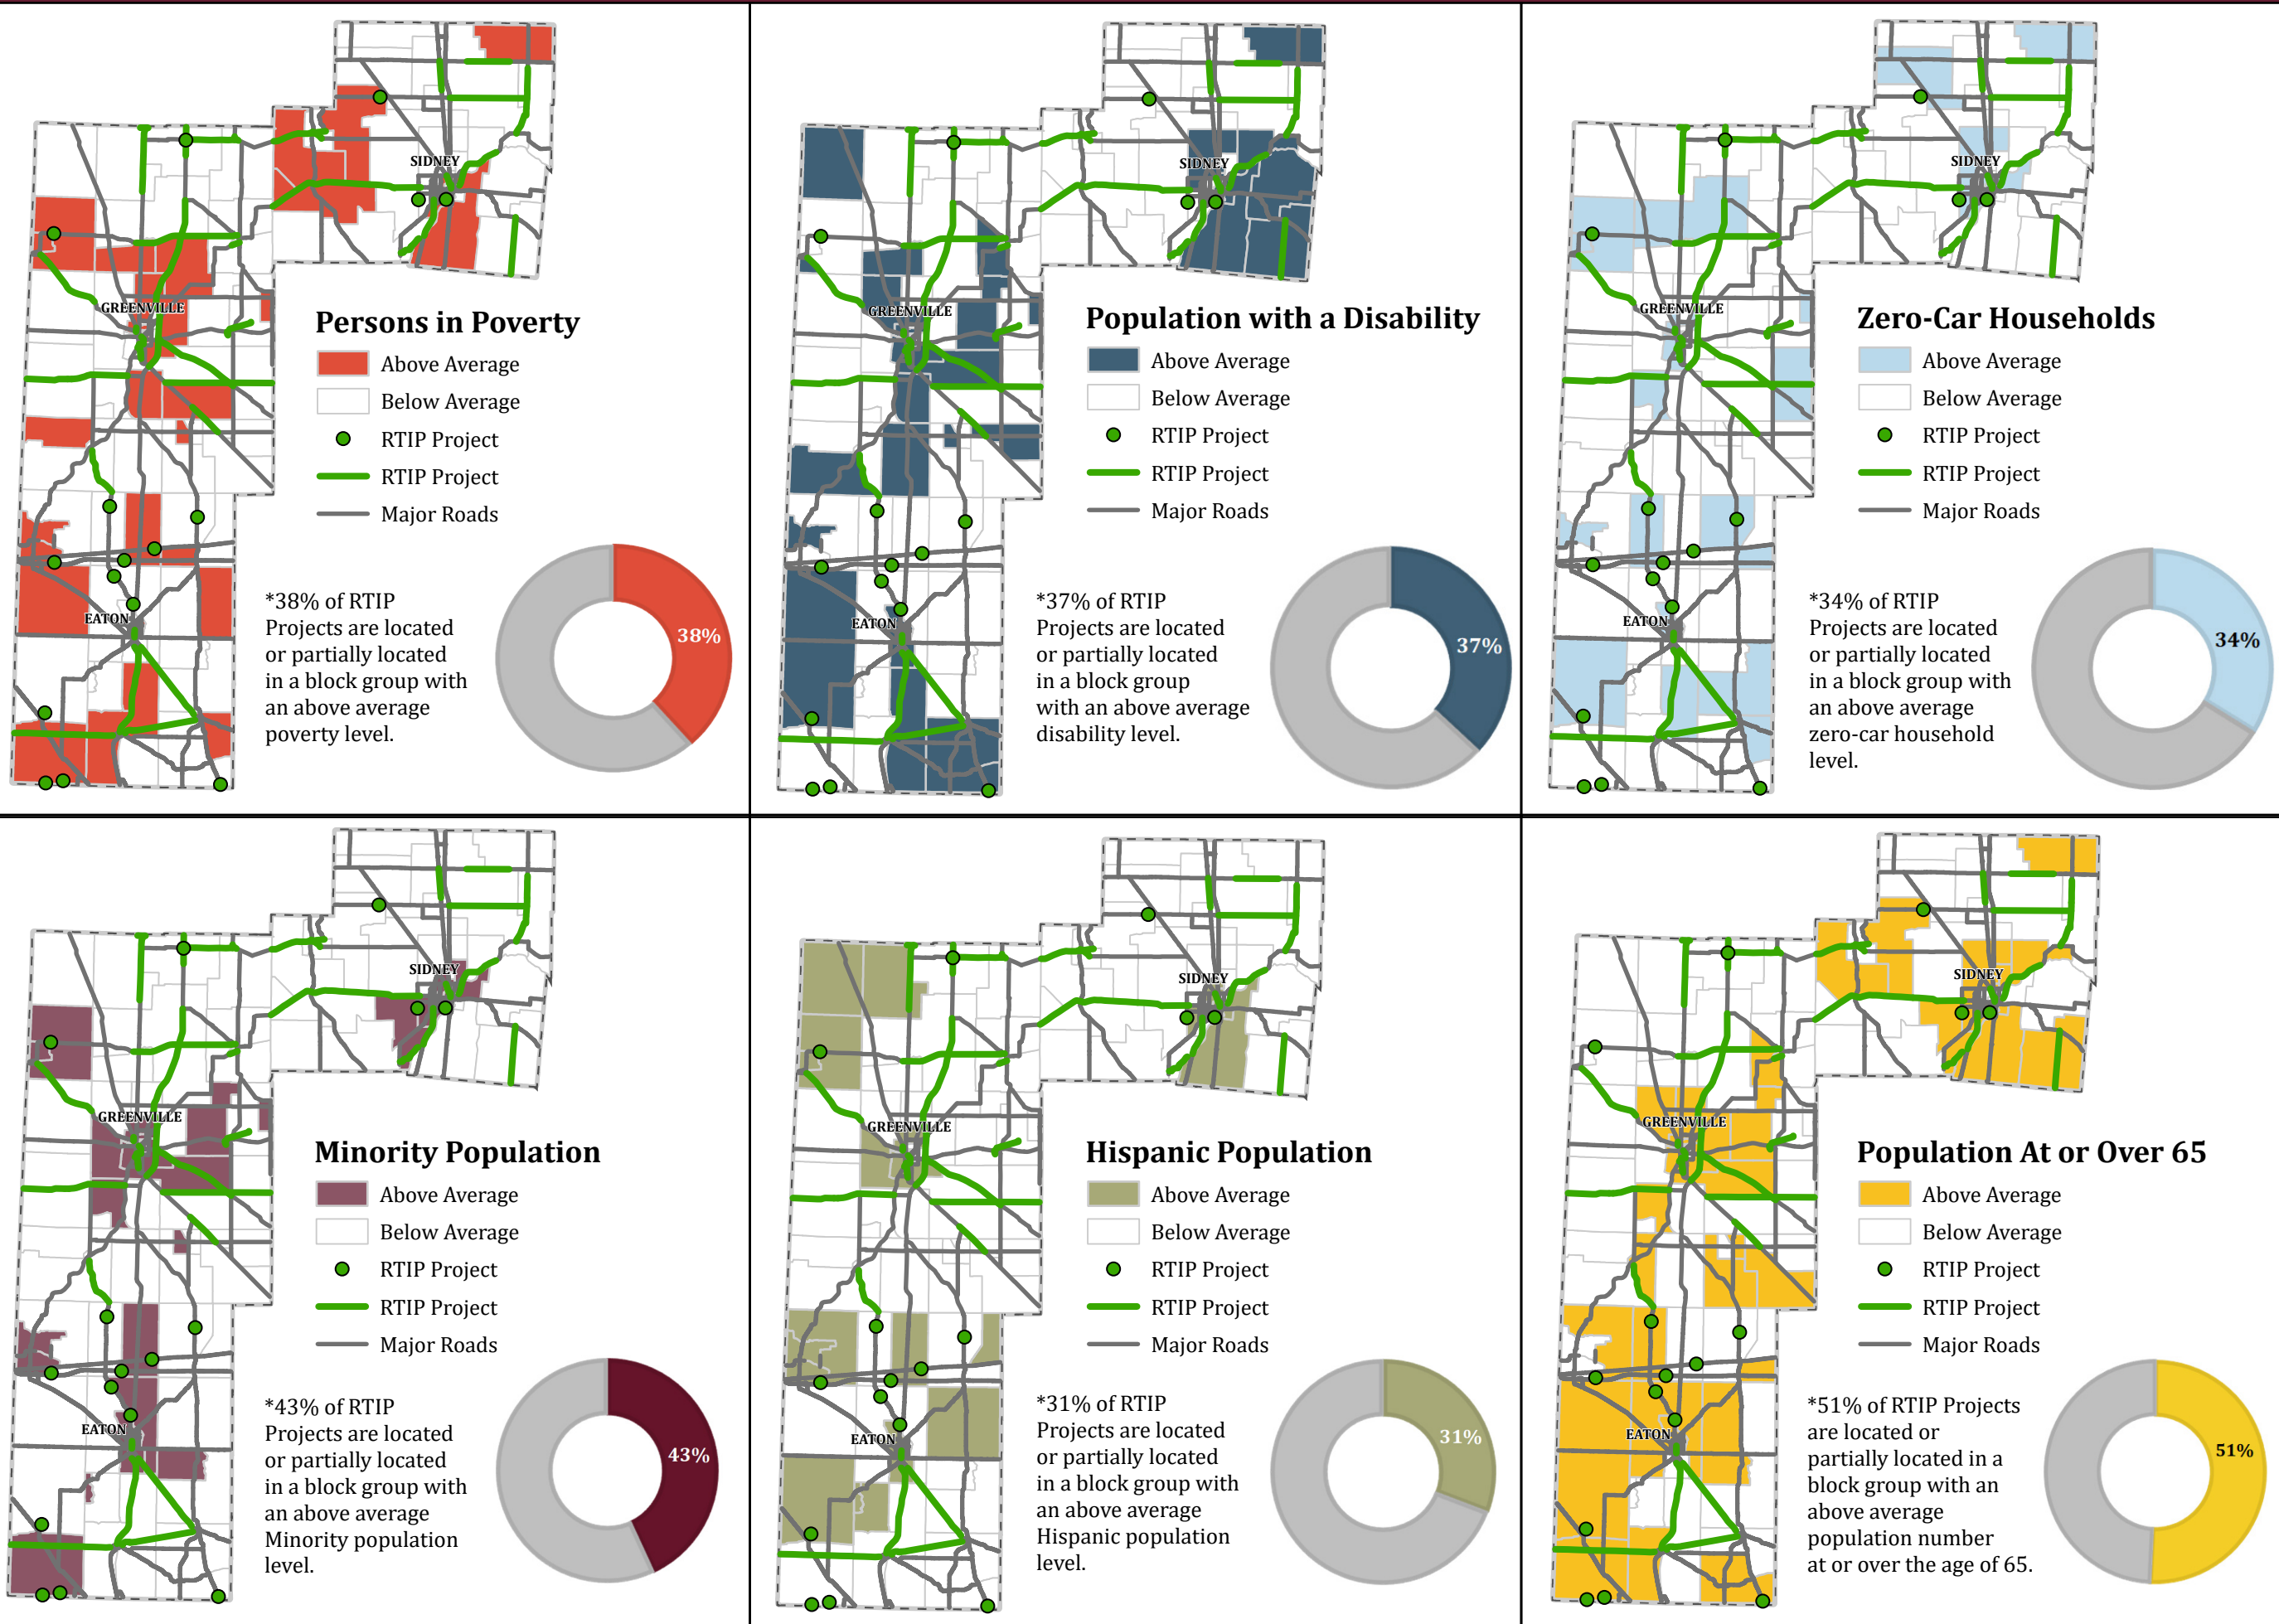 SIDNEY
GREENVILLE
EATON
Persons in Poverty
Above Average
Below Average
RTIP Project
RTIP Project
Major Roads
*38% of RTIP
Projects are located
or partially located
in a block group with
an above average
poverty level.
38%
SIDNEY
GREENVILLE
EATON
Population with a Disability
Above Average
Below Average
RTIP Project
RTIP Project
Major Roads
*37% of RTIP
Projects are located
or partially located
in a block group
with an above average
disability level.
37%
SIDNEY
GREENVILLE
EATON
Zero-Car Households
Above Average
Below Average
RTIP Project
RTIP Project
Major Roads
*34% of RTIP
Projects are located
or partially located
in a block group with
an above average
zero-car household
level.
34%
SIDNEY
GREENVILLE
EATON
Minority Population
Above Average
Below Average
RTIP Project
RTIP Project
Major Roads
*43% of RTIP
Projects are located
or partially located
in a block group with
an above average
Minority population
level.
43%
SIDNEY
GREENVILLE
EATON
Hispanic Population
Above Average
Below Average
RTIP Project
RTIP Project
Major Roads
*31% of RTIP
Projects are located
or partially located
in a block group with
an above average
Hispanic population
level.
31%
SIDNEY
GREENVILLE
EATON
Population At or Over 65
Above Average
Below Average
RTIP Project
RTIP Project
Major Roads
*51% of RTIP Projects
are located or
partially located in a
block group with an
above average
population number
at or over the age of 65.
51%